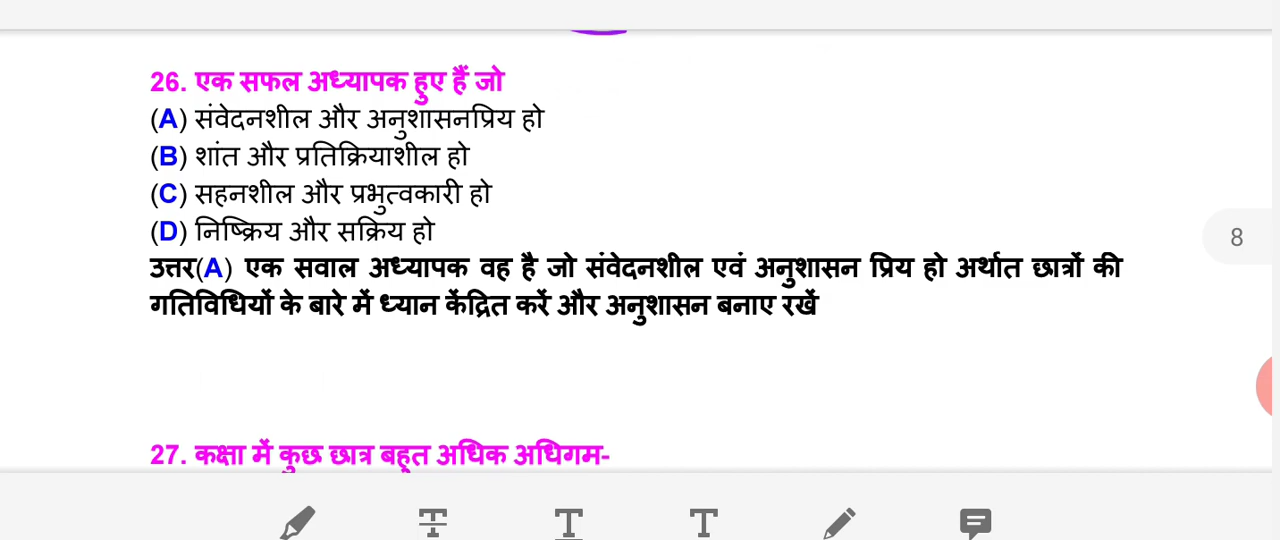 26. एक सफल अध्यापक हुए हैं जो
(A) संवेदनशील और अनुशासनप्रिय हो
(B) शांत और प्रतिक्रियाशील हो
(C) सहनशील और प्रभुत्वकारी हो
(D) निष्क्रिय और सक्रिय हो
उत्तर(A) एक सवाल अध्यापक वह है जो संवेदनशील एवं अनुशासन प्रिय हो अर्थात छात्रों की
गतिविधियों के बारे में ध्यान केंद्रित करें और अनुशासन बनाए रखें
8
27. कक्षा में कुछ छात्र बहुत अधिक अधिगम-